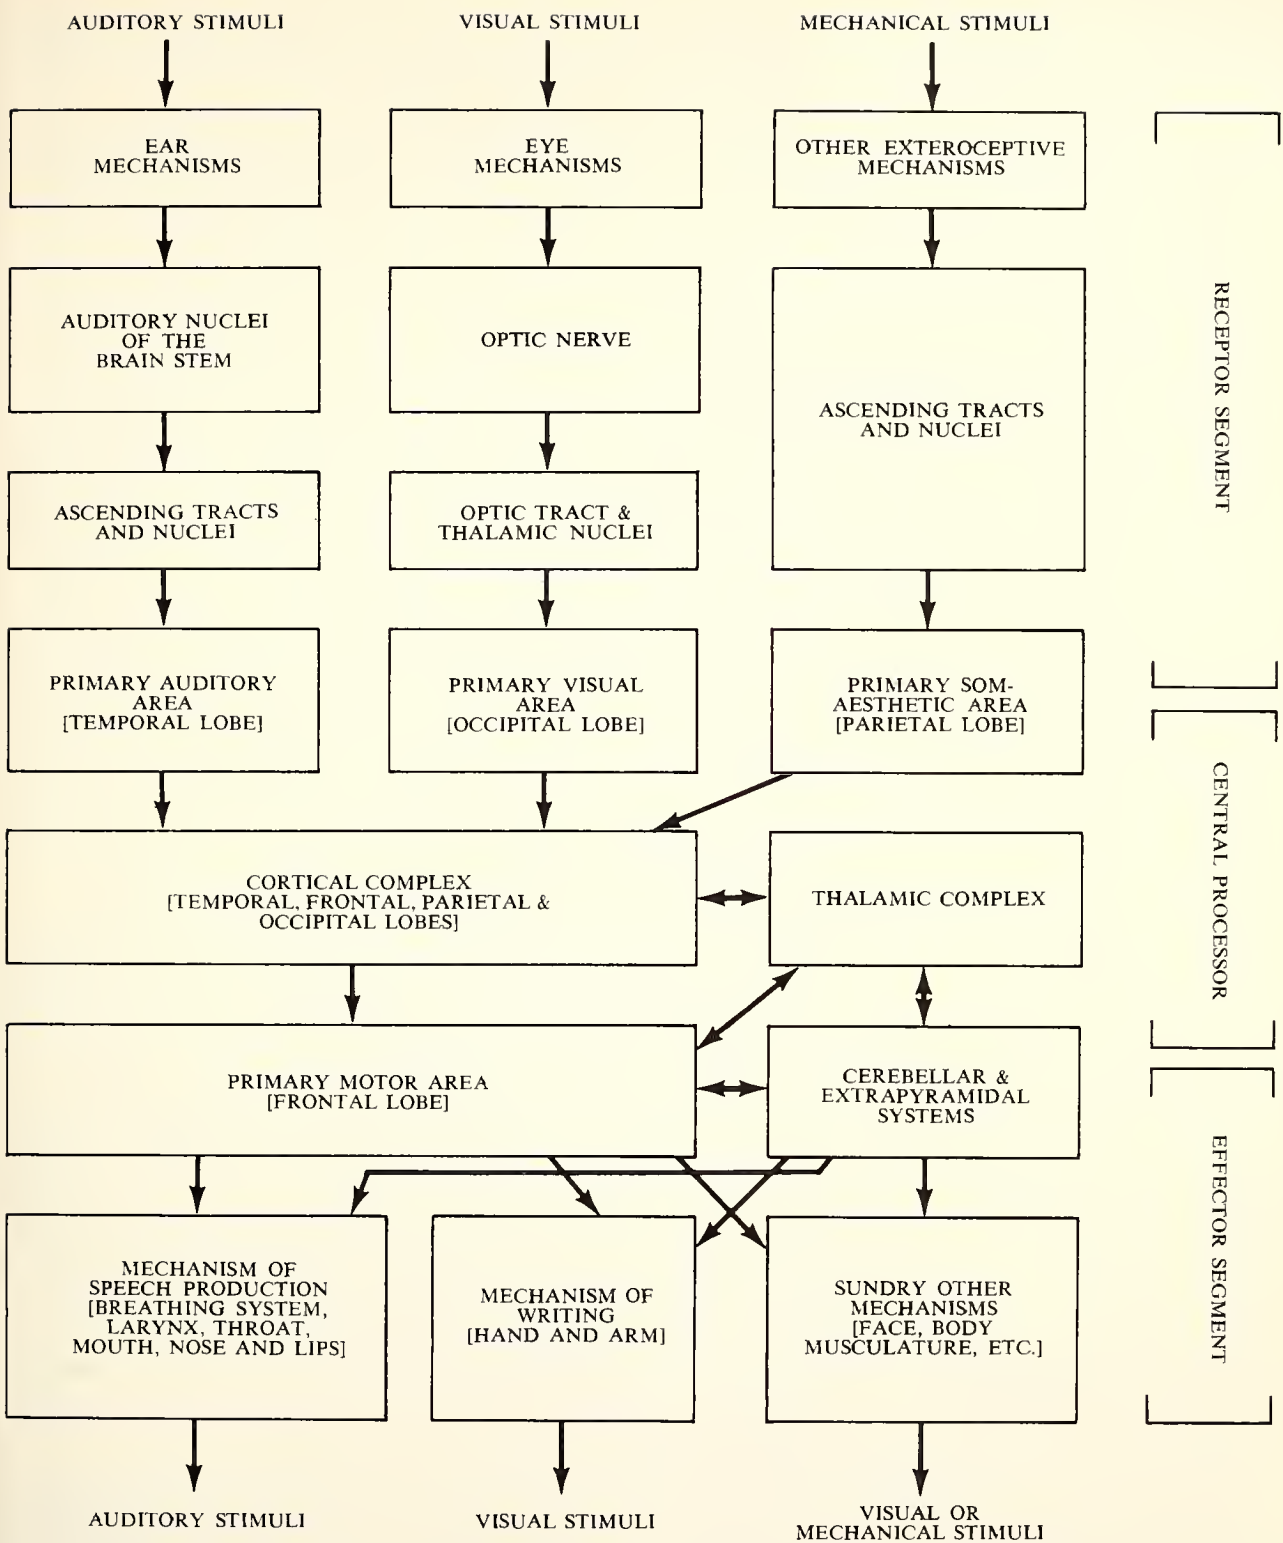 AUDITORY STIMULI
VISUAL STIMULI
MECHANICAL STIMULI
EAR
MECHANISMS
EYE
MECHANISMS
OTHER EXTEROCEPTIVE
MECHANISMS
AUDITORY NUCLEI
OF THE
BRAIN STEM
OPTIC NERVE
ASCENDING TRACTS
AND NUCLEI
RECEPTOR SEGMENT
ASCENDING TRACTS
AND NUCLEI
OPTIC TRACT &
THALAMIC NUCLEI
PRIMARY AUDITORY
AREA
[TEMPORAL LOBE]
PRIMARY VISUAL
AREA
[OCCIPITAL LOBE]
PRIMARY SOM-
AESTHETIC AREA
[PARIETAL LOBE]
CORTICAL COMPLEX
[TEMPORAL, FRONTAL, PARIETAL &
OCCIPITAL LOBES]
THALAMIC COMPLEX
CENTRAL PROCESSOR
PRIMARY MOTOR AREA
[FRONTAL LOBE]
CEREBELLAR &
EXTRAPYRAMIDAL
SYSTEMS
MECHANISM OF
SPEECH PRODUCTION
[BREATHING SYSTEM,
LARYNX, THROAT,
MOUTH, NOSE AND LIPS]
MECHANISM OF
WRITING
[HAND AND ARM]
SUNDRY OTHER
MECHANISMS
[FACE, BODY
MUSCULATURE, ETC.]
EFFECTOR SEGMENT
AUDITORY STIMULI
VISUAL STIMULI
VISUAL OR
MECHANICAL STIMULI